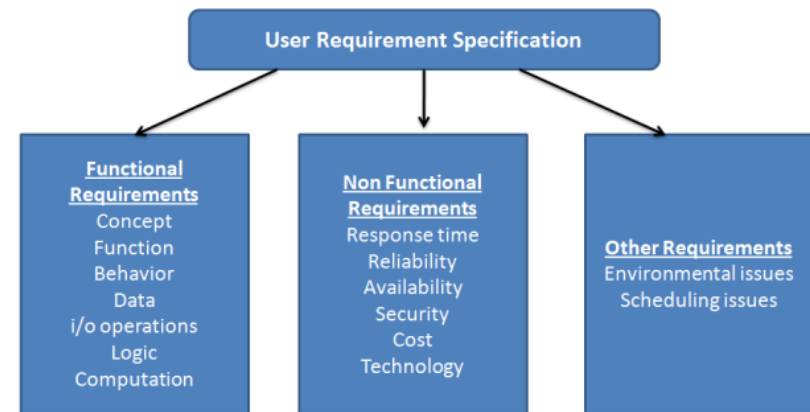 User Requirement Specification
Functional
Requirements
Concept
Function
Behavior
Data
i/o operations
Logic
Computation
Non Functional
Requirements
Response time
Reliability
Availability
Security
Cost
Technology
Other Requirements
Environmental issues
Scheduling issues